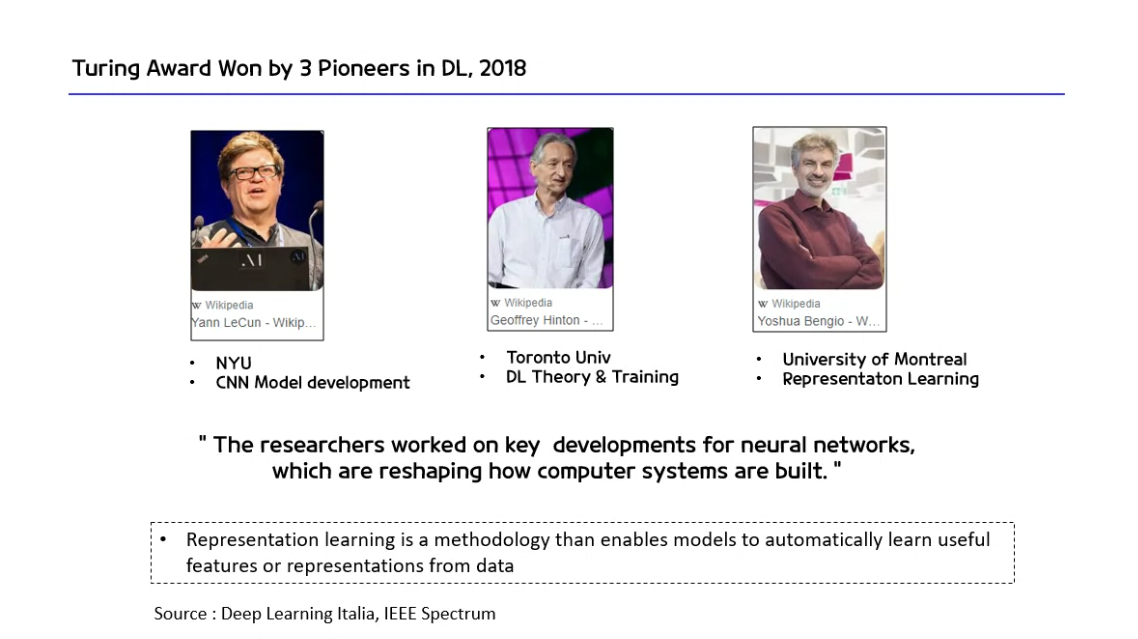 Turing Award Won by 3 Pioneers in DL, 2018
AI
AI
W Wikipedia
Yann LeCun - Wikip...
W Wikipedia
Geoffrey Hinton - ...
W Wikipedia
Yoshua Bengio - W...
• NYU
• CNN Model development
• Toronto Univ
• DL Theory & Training
• University of Montreal
• Representaton Learning
" The researchers worked on key developments for neural networks,
which are reshaping how computer systems are built. "
• Representation learning is a methodology than enables models to automatically learn useful
features or representations from data
Source : Deep Learning Italia, IEEE Spectrum